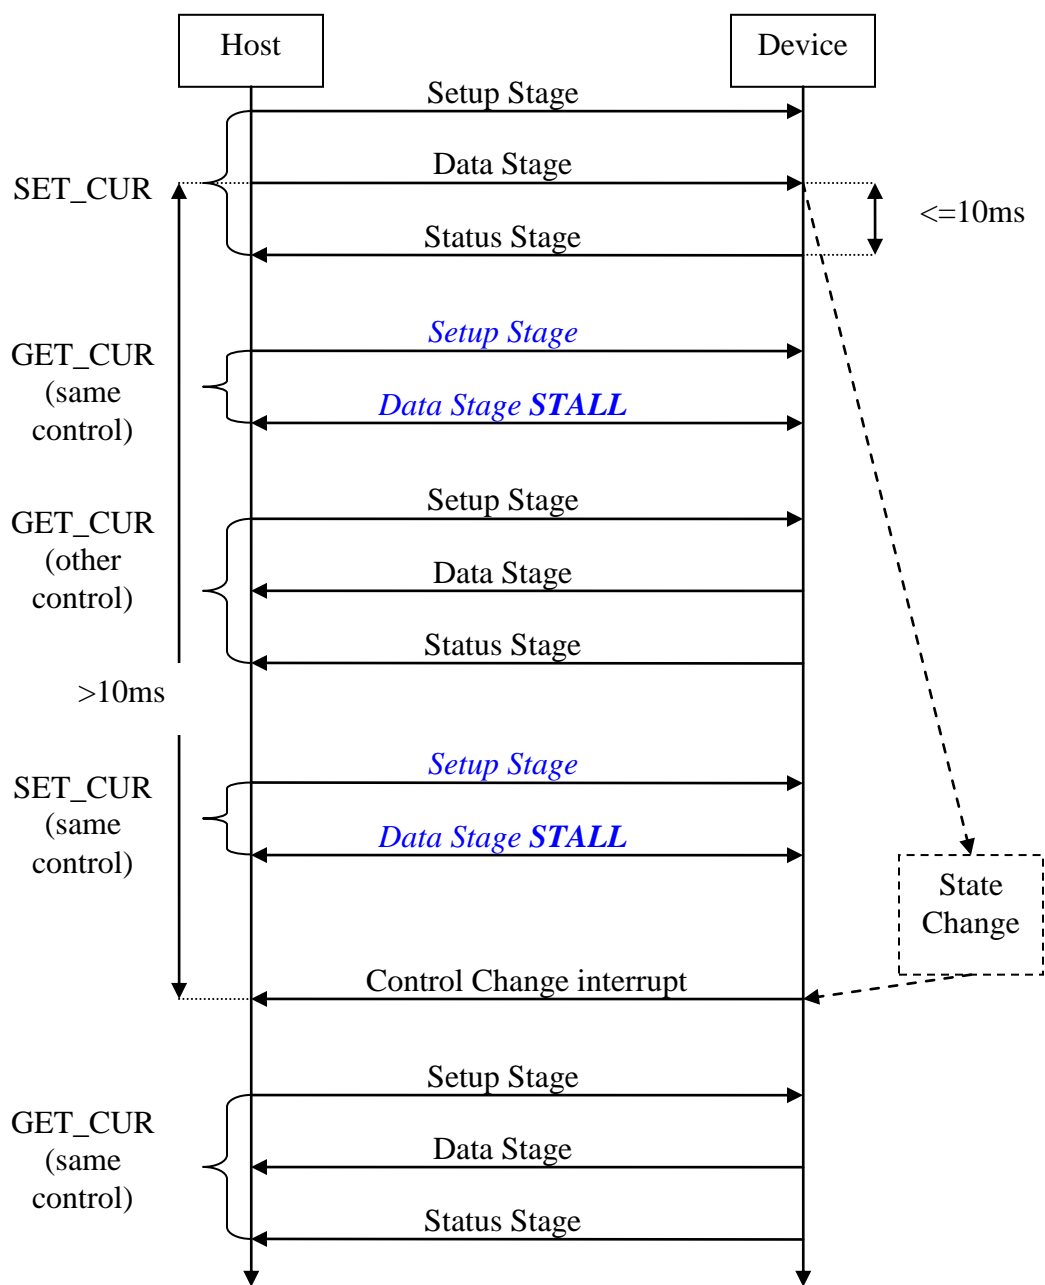 Host
Device
Setup Stage
Data Stage
SET_CUR
<=10ms
Status Stage
Setup Stage
GET_CUR
(same
control)
Data Stage STALL
Setup Stage
GET_CUR
(other
control)
Data Stage
Status Stage
>10ms
Setup Stage
SET_CUR
(same
control)
Data Stage STALL
State
Change
Control Change interrupt
Setup Stage
GET_CUR
(same
control)
Data Stage
Status Stage